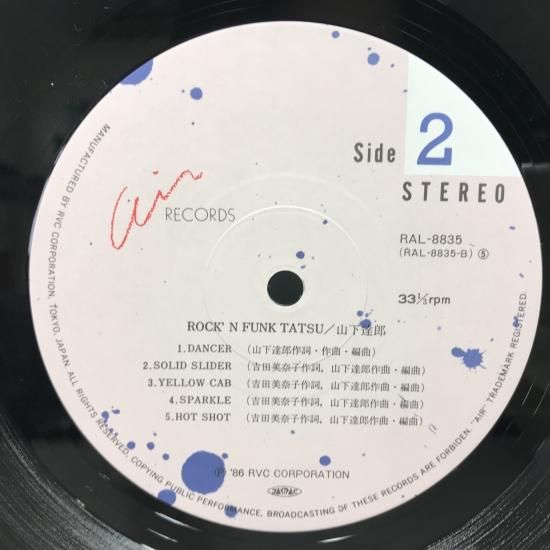 Side 2
STEREO
Air RECORDS
RAL-8835
(RAL-8835-B) ⑤
33 1/3 rpm
ROCK' N FUNK TATSU／山下達郎
1. DANCER (山下達郎作詞・作曲・編曲)
2. SOLID SLIDER (吉田美奈子作詞, 山下達郎作曲・編曲)
3. YELLOW CAB (吉田美奈子作詞, 山下達郎作曲・編曲)
4. SPARKLE (吉田美奈子作詞, 山下達郎作曲・編曲)
5. HOT SHOT (吉田美奈子作詞, 山下達郎作曲・編曲)
Ⓟ '86 RVC CORPORATION
JASRAC
MANUFACTURED BY RVC CORPORATION, TOKYO, JAPAN. ALL RIGHTS RESERVED. COPYING PUBLIC PERFORMANCE, BROADCASTING OF THESE RECORDS ARE FORBIDDEN. "AIR" TRADEMARK REGISTERED.